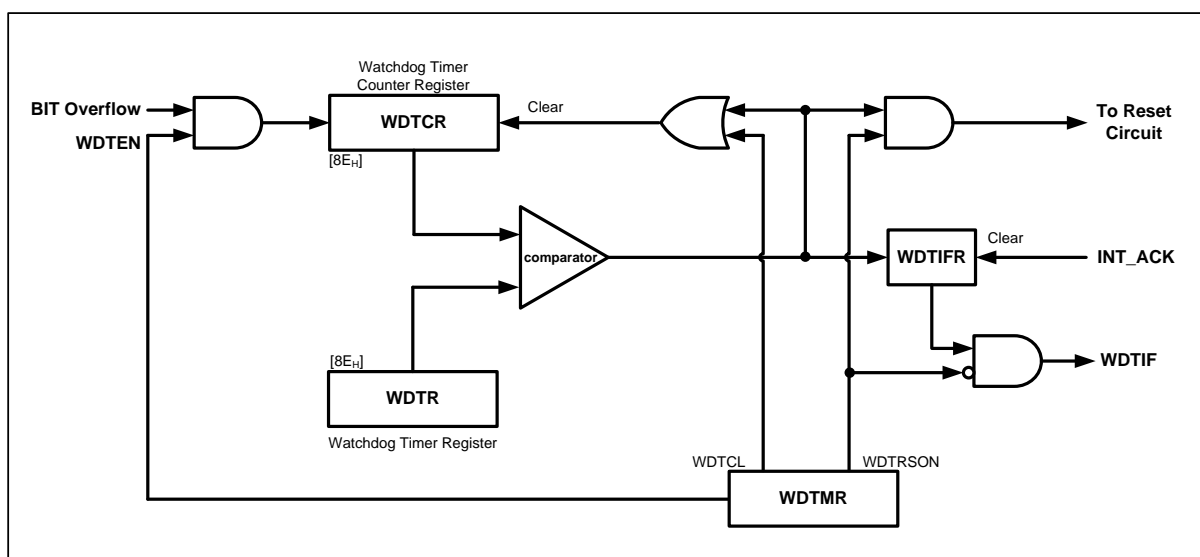 Watchdog Timer
Counter Register
BIT Overflow
WDTCR
Clear
To Reset
Circuit
WDTEN
[8EH]
comparator
Clear
WDTIFR
INT_ACK
[8EH]
WDTR
WDTIF
Watchdog Timer Register
WDTCL
WDTRSON
WDTMR